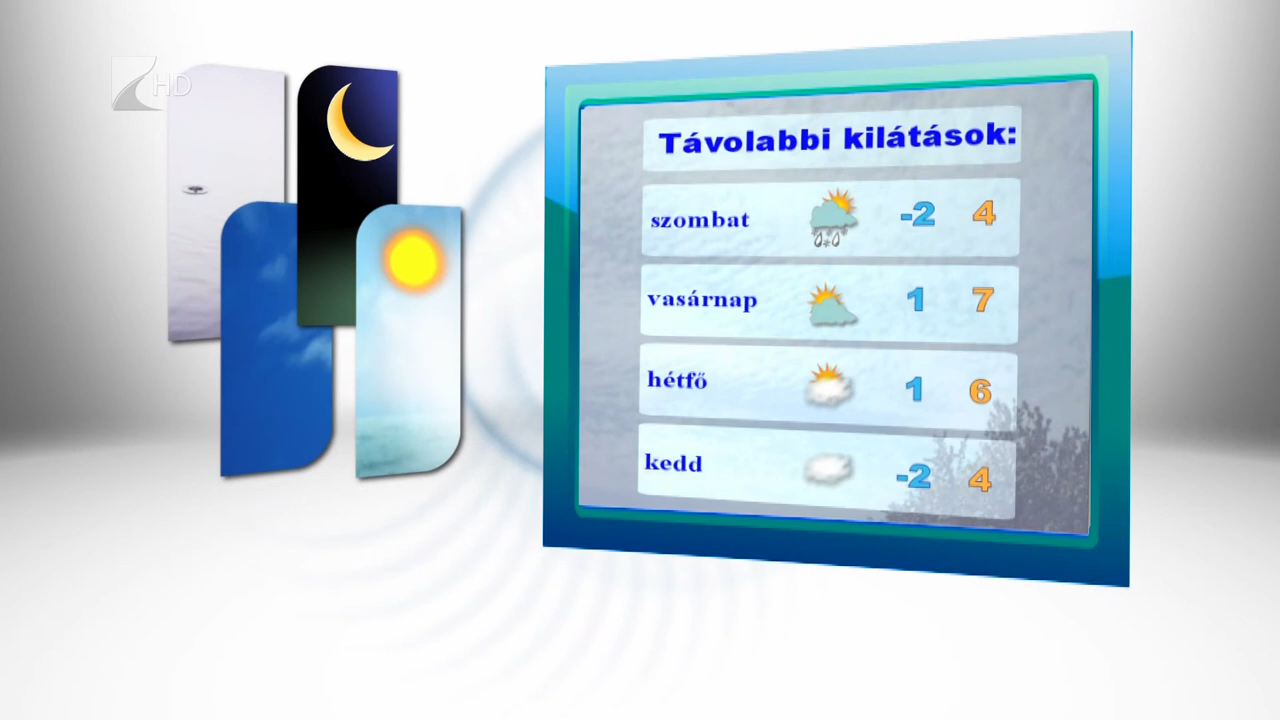 HD
Távolabbi kilátások:
szombat -2 4
vasárnap 1 7
hétfő 1 6
kedd -2 4